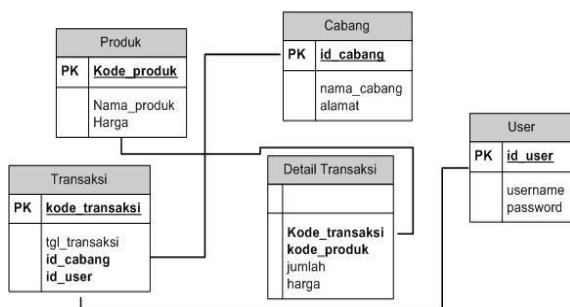 Produk
PK Kode_produk
Nama_produk
Harga
Cabang
PK id_cabang
nama_cabang
alamat
User
PK id_user
username
password
Transaksi
PK kode_transaksi
tgl_transaksi
id_cabang
id_user
Detail Transaksi
Kode_transaksi
kode_produk
jumlah
harga